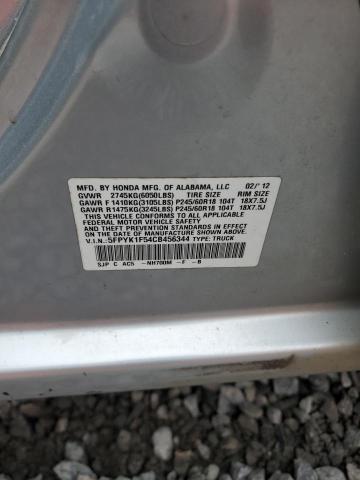 MFD. BY HONDA MFG. OF ALABAMA, LLC 02/'12
GVWR 2745KG(6050LBS) TIRE SIZE RIM SIZE
GAWR F 1410KG(3105LBS) P245/60R18 104T 18X7.5J
GAWR R 1475KG(3245LBS) P245/60R18 104T 18X7.5J
THIS VEHICLE CONFORMS TO ALL APPLICABLE
FEDERAL MOTOR VEHICLE SAFETY STANDARDS IN
EFFECT ON THE DATE OF MANUFACTURE SHOWN ABOVE.
V.I.N.:5FPYK1F54CB456344 TYPE: TRUCK
SJP C AC5 -NH700M -F -B